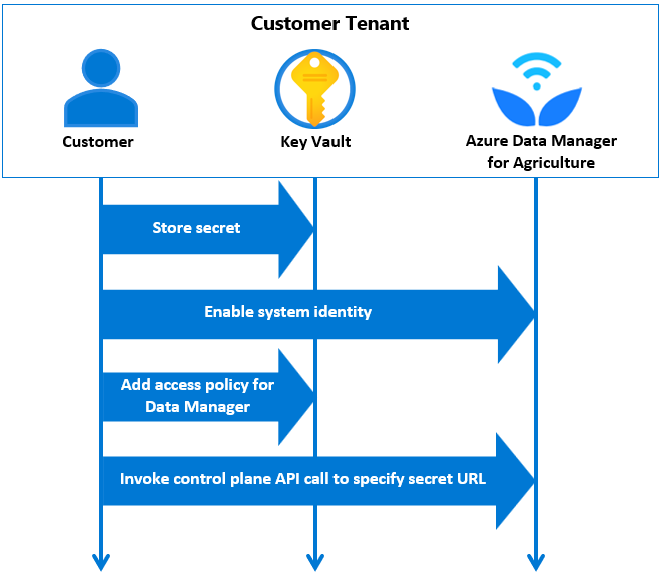 Customer Tenant
Customer
Key Vault
Azure Data Manager
for Agriculture
Store secret
Enable system identity
Add access policy for
Data Manager
Invoke control plane API call to specify secret URL